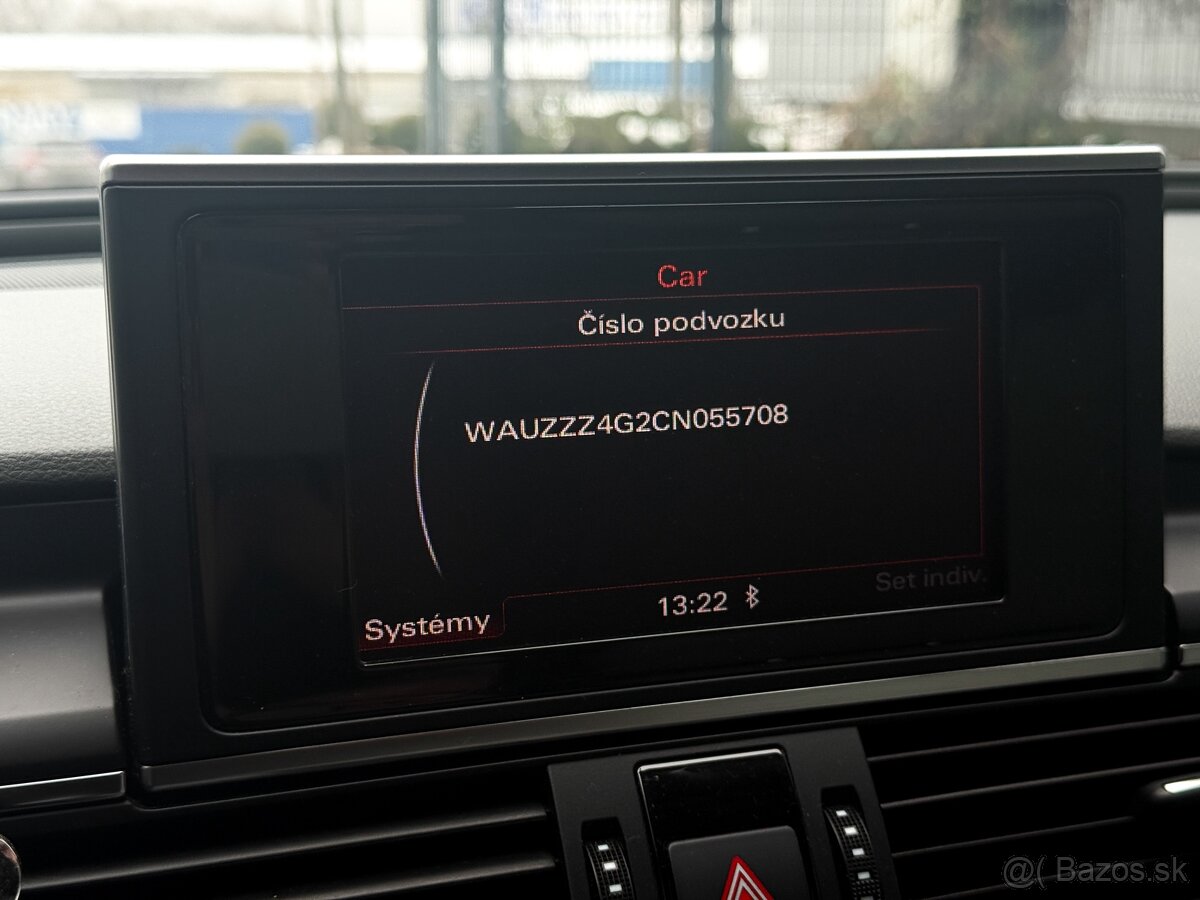 Car
Číslo podvozku
WAUZZZ4G2CN055708
Set indiv.
Systémy
13:22
@( Bazos.sk